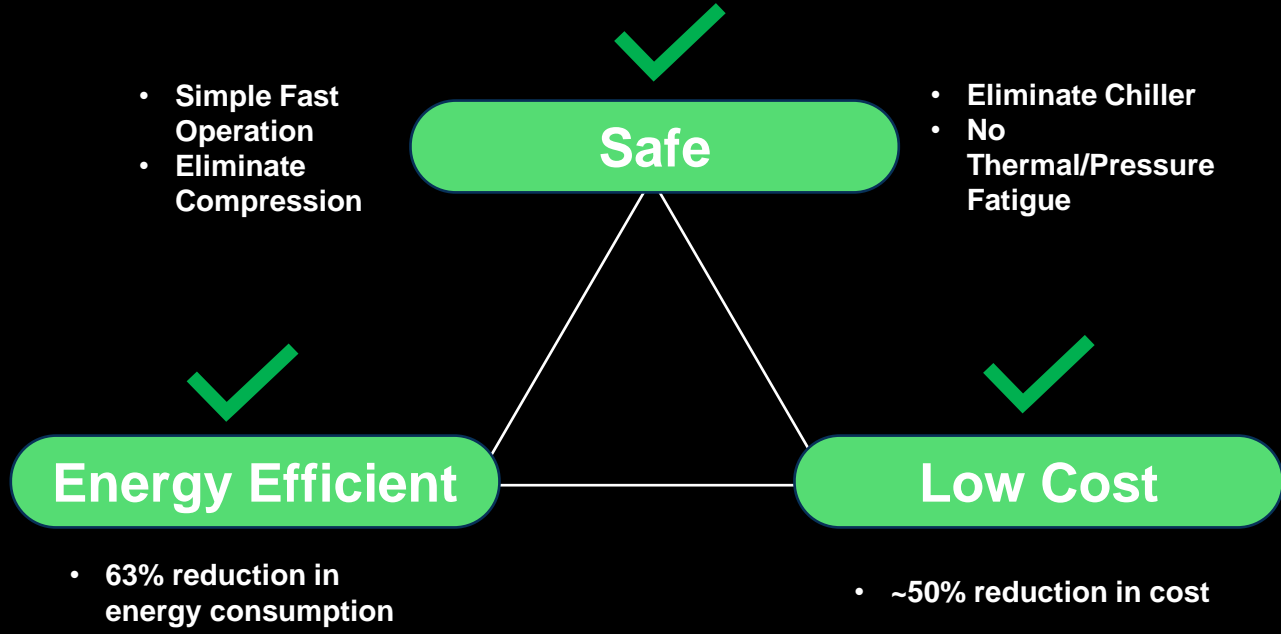 • Simple Fast
Operation
• Eliminate
Compression
Safe
• Eliminate Chiller
• No
Thermal/Pressure
Fatigue
Energy Efficient
Low Cost
• 63% reduction in
energy consumption
• ~50% reduction in cost